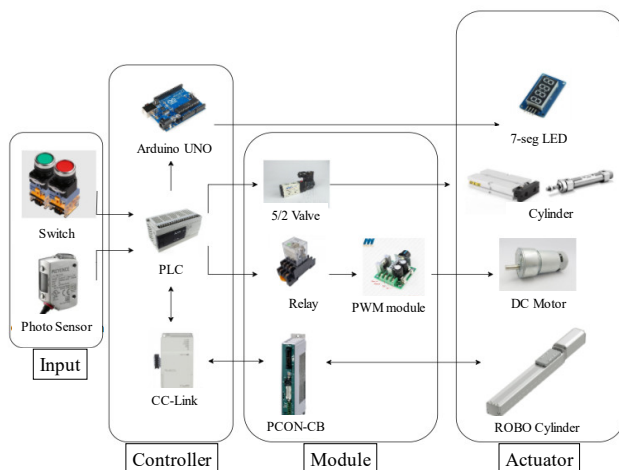 Arduino UNO
7-seg LED
Switch
PLC
5/2 Valve
Cylinder
Photo Sensor
Relay
PWM module
DC Motor
Input
CC-Link
PCON-CB
ROBO Cylinder
Controller
Module
Actuator